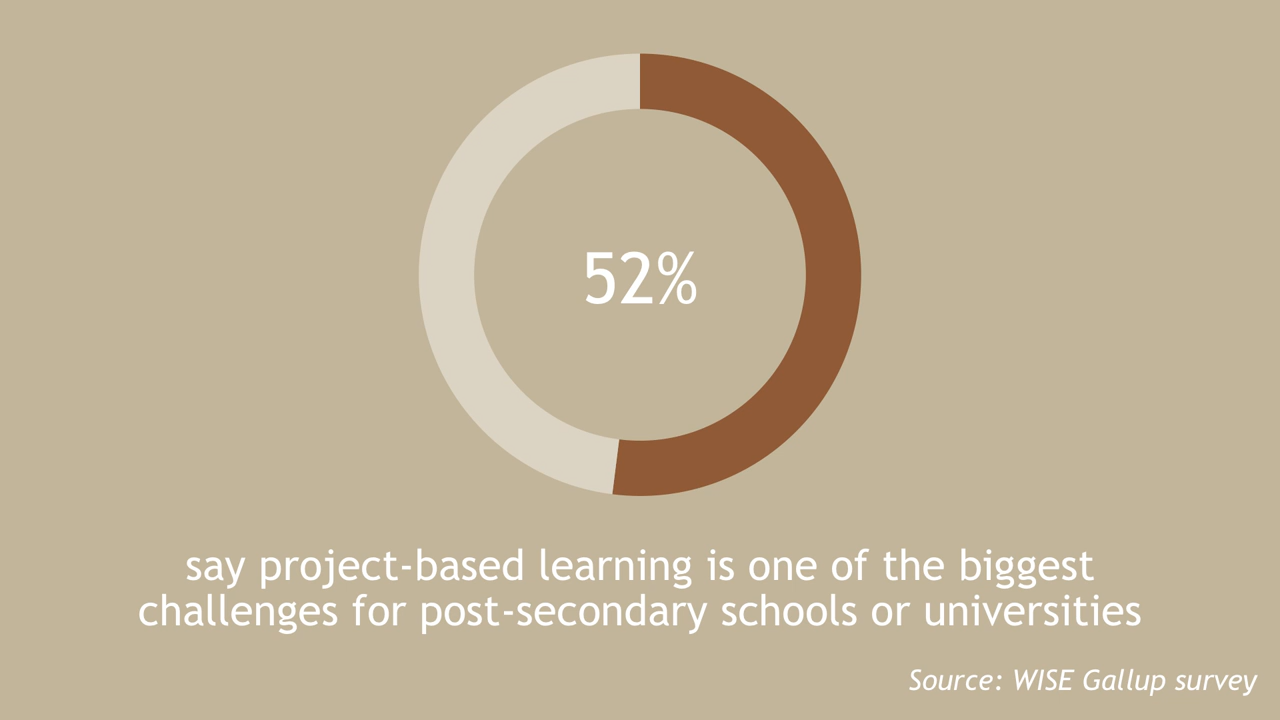 52%
say project-based learning is one of the biggest
challenges for post-secondary schools or universities
Source: WISE Gallup survey